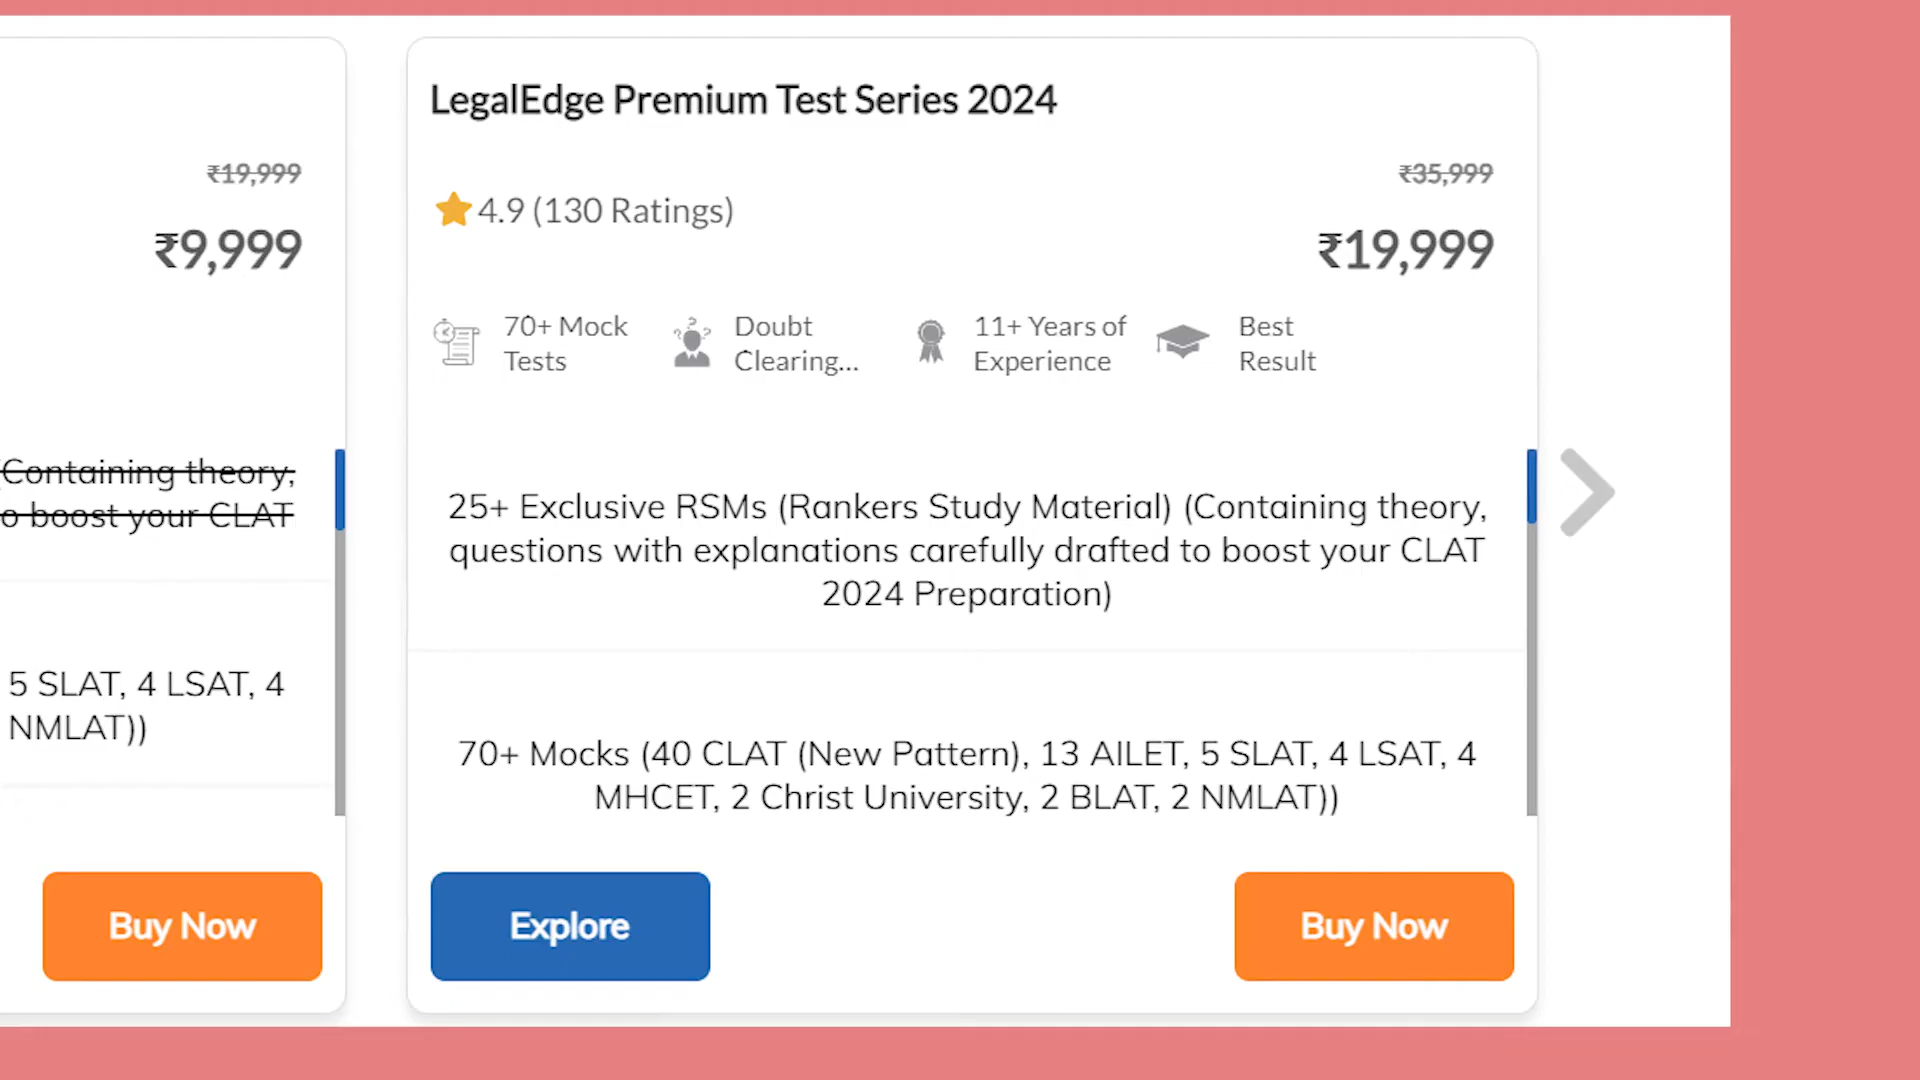 ₹19,999
₹9,999
Containing theory,
o boost your CLAT
5 SLAT, 4 LSAT, 4
NMLAT))
Buy Now
LegalEdge Premium Test Series 2024
4.9 (130 Ratings)
₹35,999
₹19,999
70+ Mock
Tests
Doubt
Clearing...
11+ Years of
Experience
Best
Result
25+ Exclusive RSMs (Rankers Study Material) (Containing theory,
questions with explanations carefully drafted to boost your CLAT
2024 Preparation)
70+ Mocks (40 CLAT (New Pattern), 13 AILET, 5 SLAT, 4 LSAT, 4
MHCET, 2 Christ University, 2 BLAT, 2 NMLAT))
Explore
Buy Now